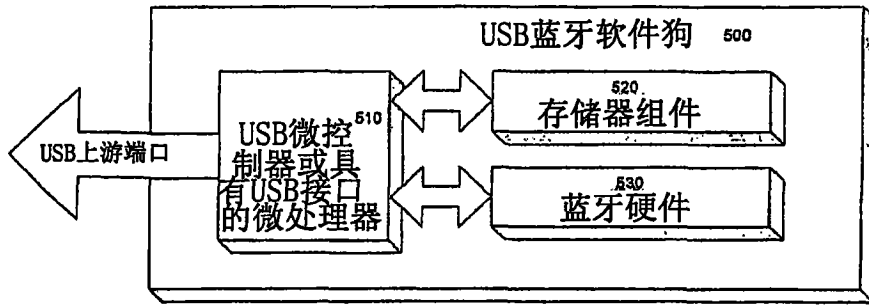 USB蓝牙软件狗 500
520
存储器组件
510
USB微控
制器或具
有USB接口
的微处理器
USB上游端口
530
蓝牙硬件